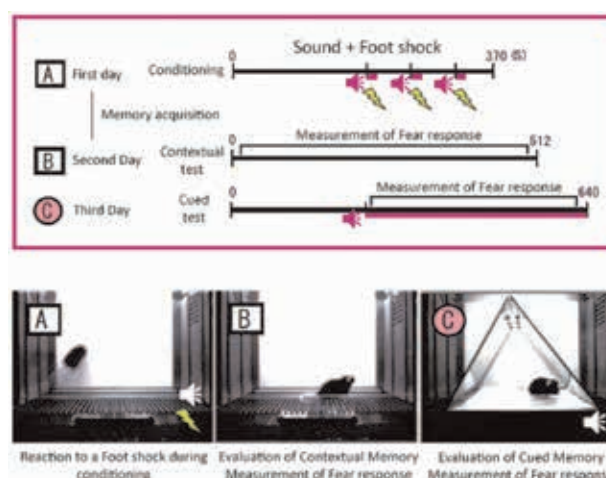 Sound + Foot shock
0
370 (S)
A First day
Conditioning
Memory acquisition
0
Measurement of Fear response
512
B Second Day
Contextual
test
0
Measurement of Fear response
640
C Third Day
Cued
test
A
B
C
Reaction to a Foot shock during
conditioning
Evaluation of Contextual Memory
Measurement of Fear response
Evaluation of Cued Memory
Measurement of Fear respons